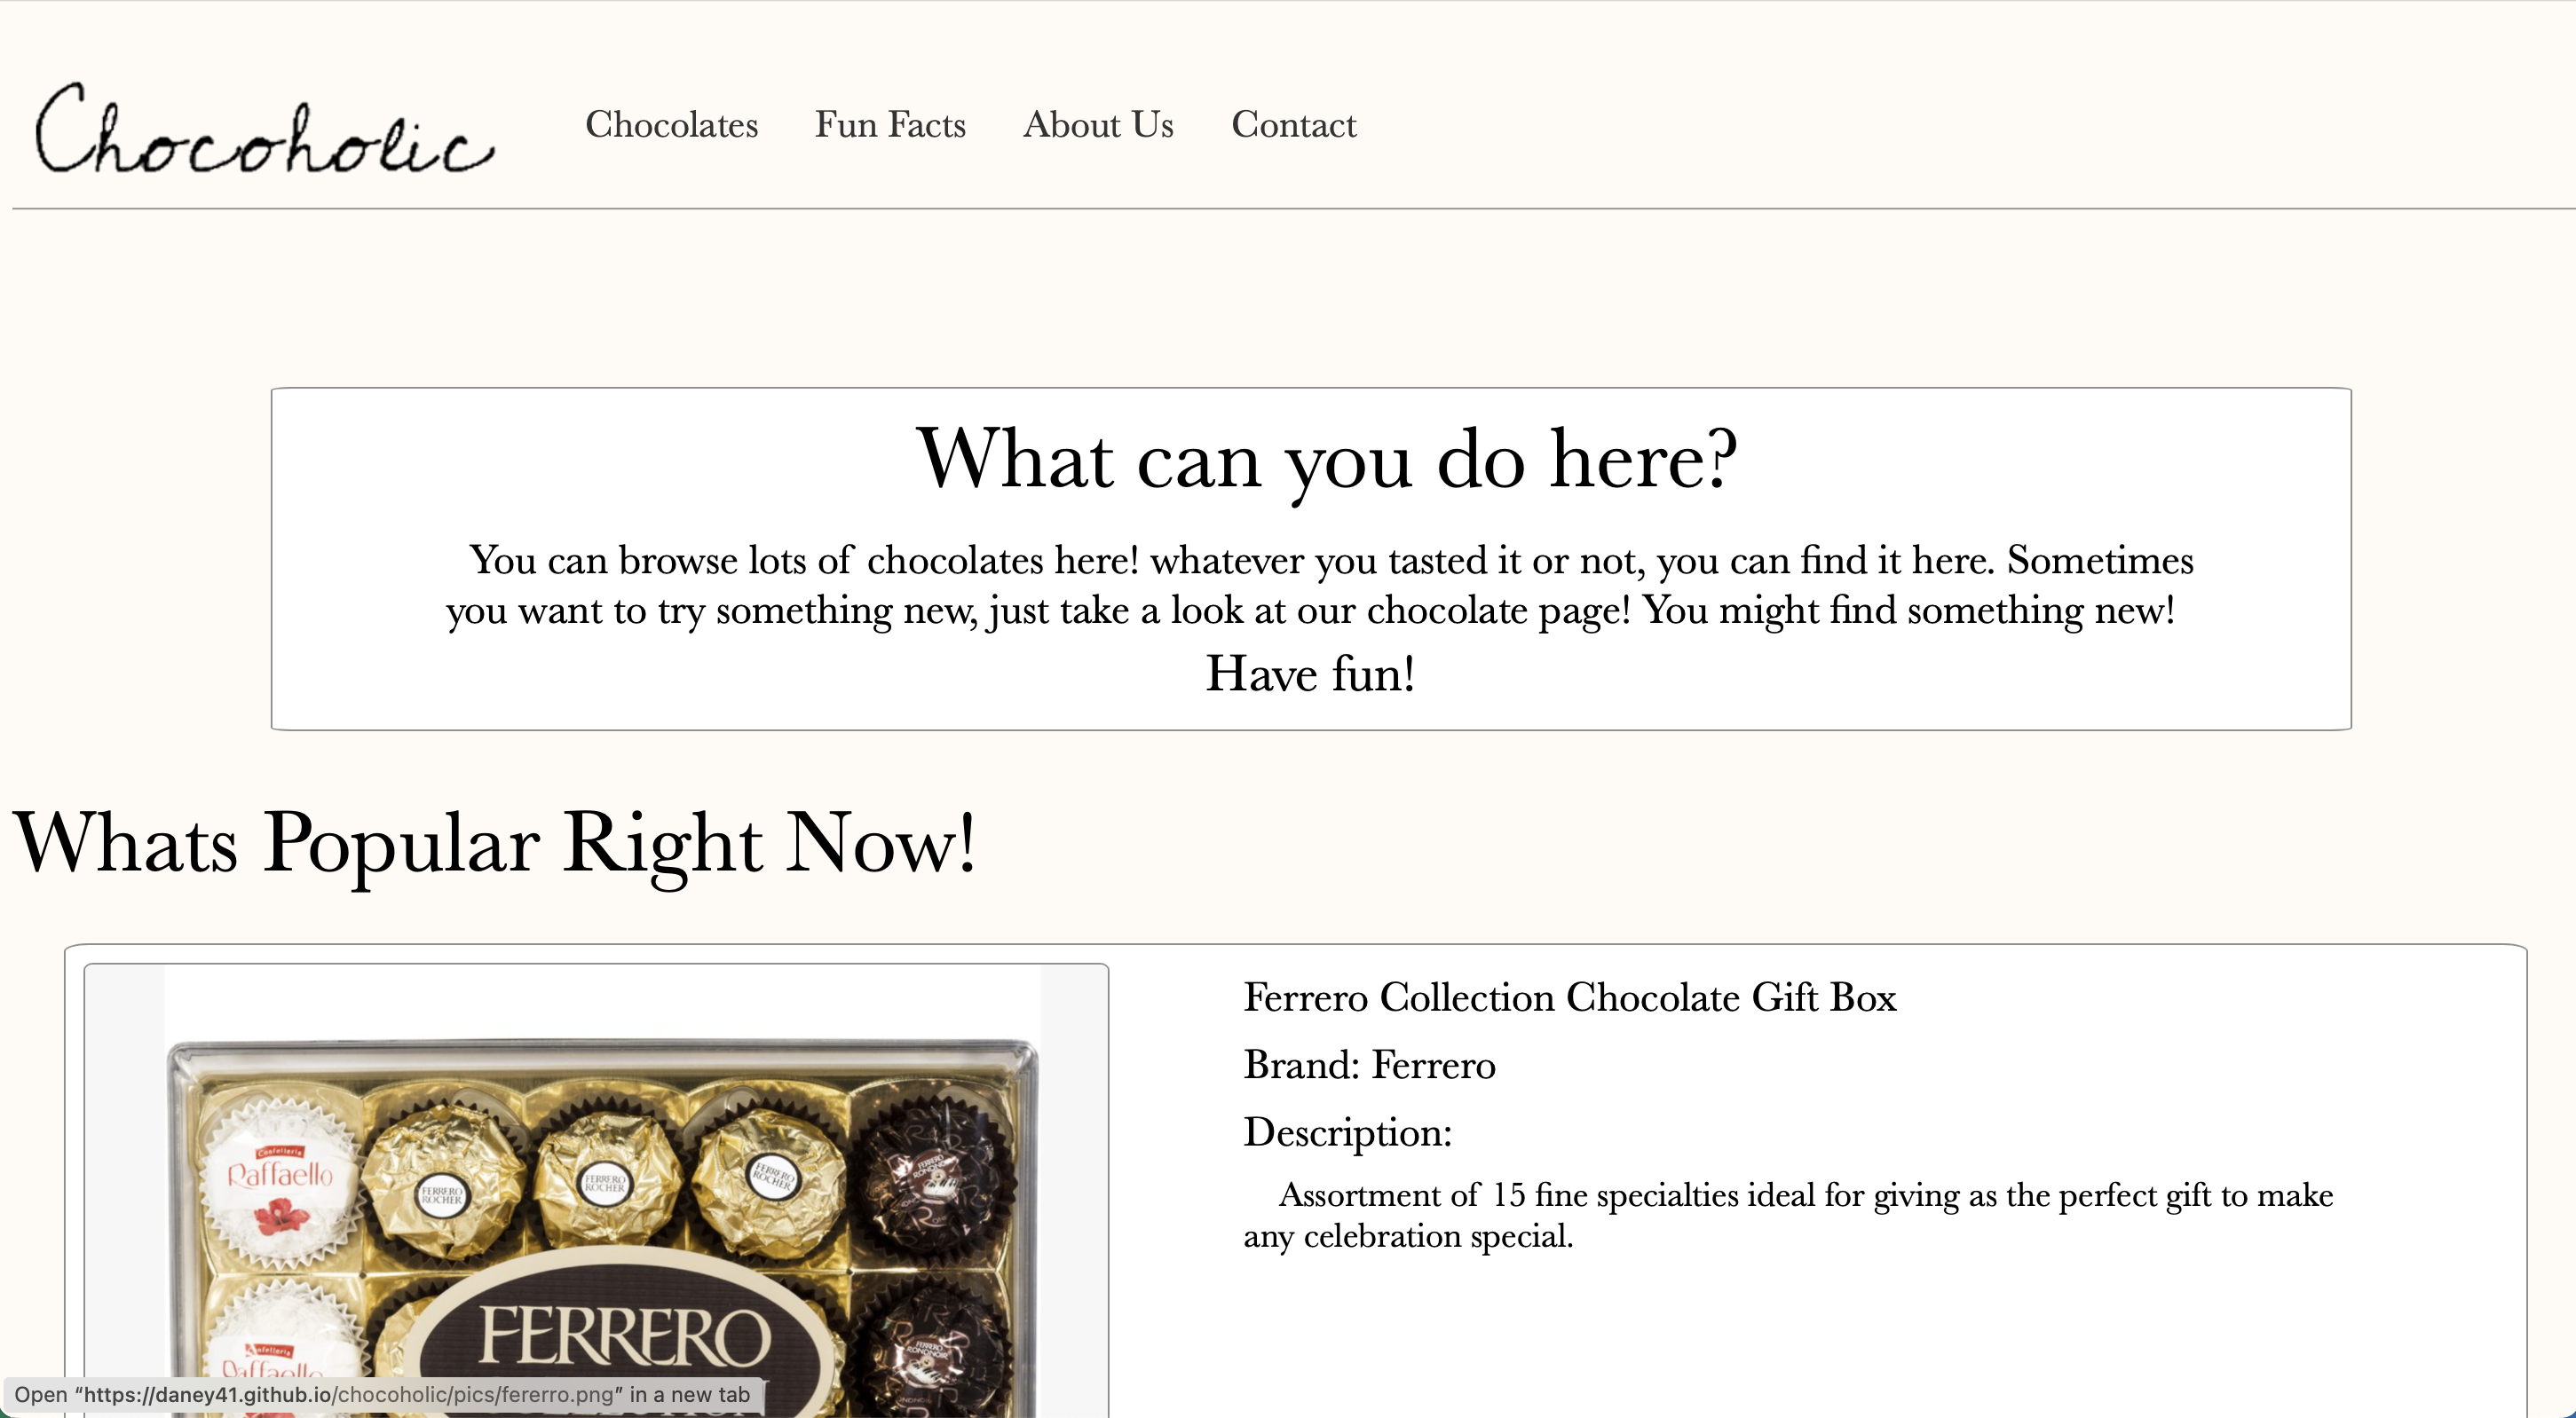 Chocoholic
Chocolates Fun Facts About Us Contact
What can you do here?
You can browse lots of chocolates here! whatever you tasted it or not, you can find it here. Sometimes
you want to try something new, just take a look at our chocolate page! You might find something new!
Have fun!
Whats Popular Right Now!
Ferrero Collection Chocolate Gift Box
Brand: Ferrero
Description:
Assortment of 15 fine specialties ideal for giving as the perfect gift to make
any celebration special.
Confetteria
Raffaello
FERRERO
ROCHER
FERRERO
ROCHER
FERRERO
ROCHER
FERRERO
RONDNOIR
Raffaello
FERRERO
FERRERO
RONDNOIR
Open “https://daney41.github.io/chocoholic/pics/fererro.png” in a new tab